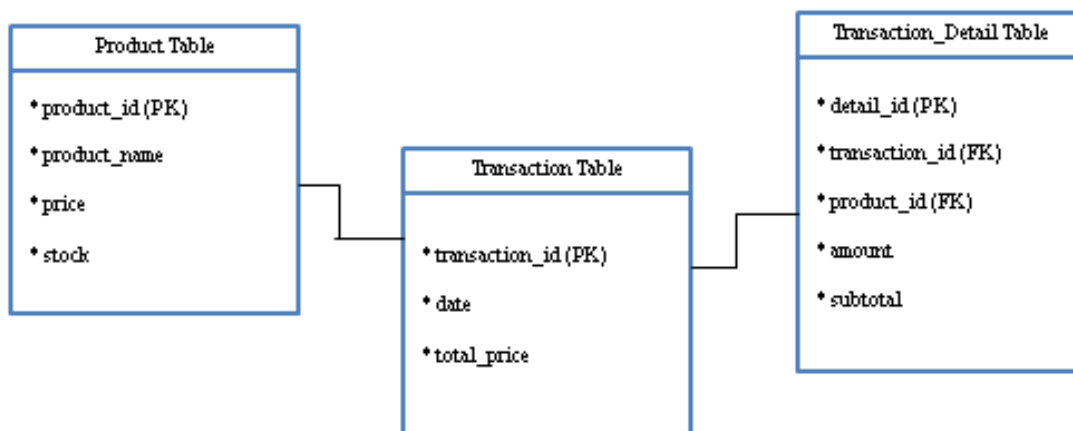 Product Table
* product_id (PK)
* product_name
* price
* stock
Transaction Table
* transaction_id (PK)
* date
* total_price
Transaction_Detail Table
* detail_id (PK)
* transaction_id (FK)
* product_id (FK)
* amount
* subtotal